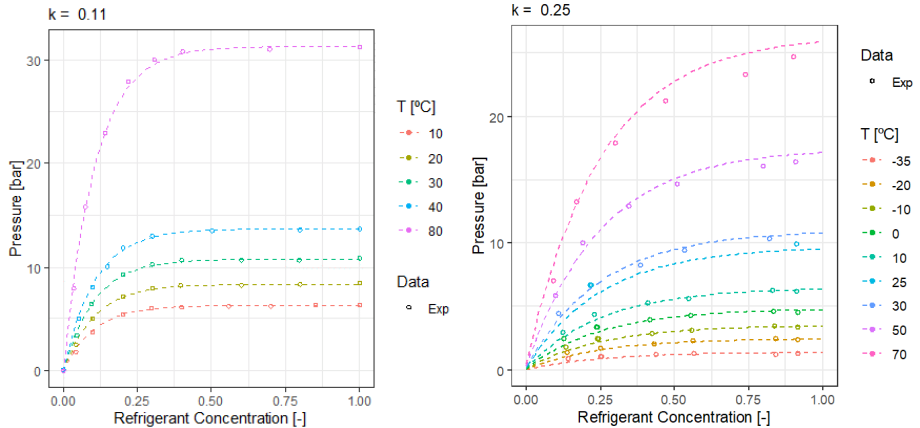 k = 0.11
30
20
10
0
Pressure [bar]
0.00 0.25 0.50 0.75 1.00
Refrigerant Concentration [-]
T [ºC]
10
20
30
40
80
Data
Exp
k = 0.25
20
10
0
Pressure [bar]
0.00 0.25 0.50 0.75 1.00
Refrigerant Concentration [-]
Data
Exp
T [ºC]
-35
-20
-10
0
10
25
30
50
70